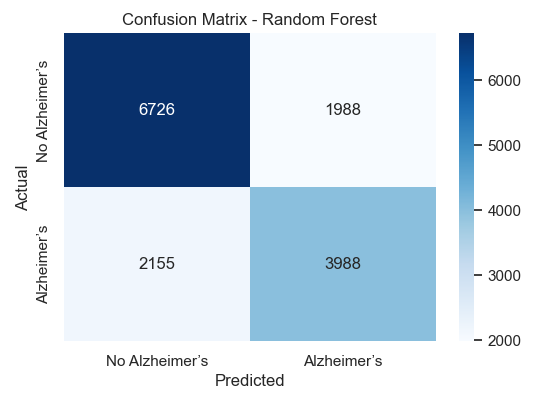 Confusion Matrix - Random Forest
Actual
No Alzheimer’s
Alzheimer’s
6726
1988
2155
3988
No Alzheimer’s
Alzheimer’s
Predicted
6000
5000
4000
3000
2000